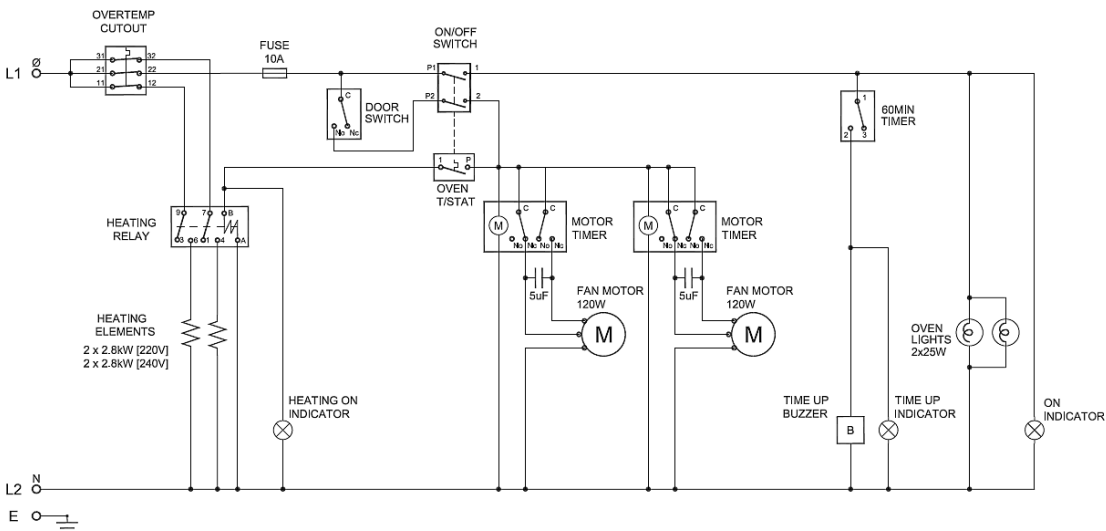 OVERTEMP
CUTOUT
31 32
21 22
11 12
L1 Ø
FUSE
10A
ON/OFF
SWITCH
P1 1
P2 2
C
No Nc
DOOR
SWITCH
1 P
OVEN
T/STAT
1
2 3
60MIN
TIMER
HEATING
RELAY
9 7 B
3 6 1 4 A
M
C C
No Nc No Nc
MOTOR
TIMER
M
C C
No Nc No Nc
MOTOR
TIMER
5uF
FAN MOTOR
120W
M
5uF
FAN MOTOR
120W
M
HEATING
ELEMENTS
2 x 2.8kW [220V]
2 x 2.8kW [240V]
HEATING ON
INDICATOR
OVEN
LIGHTS
2x25W
TIME UP
BUZZER
B
TIME UP
INDICATOR
ON
INDICATOR
L2 N
E